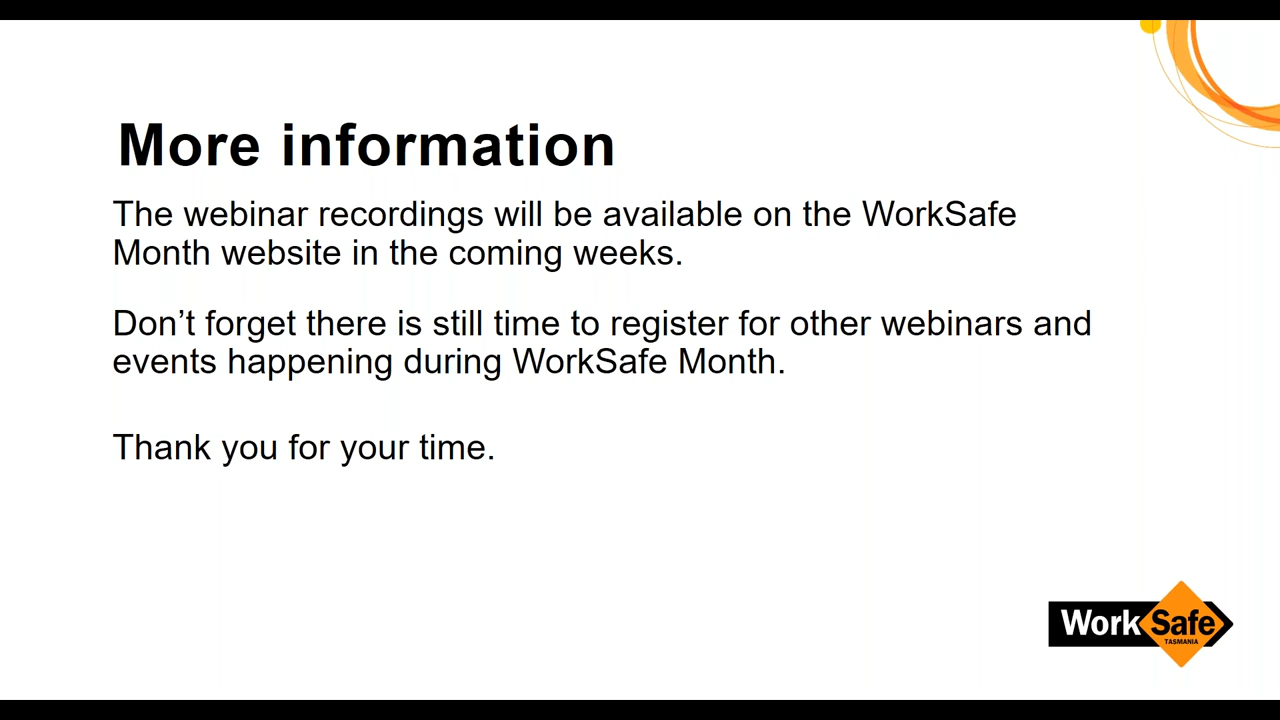 More information
The webinar recordings will be available on the WorkSafe
Month website in the coming weeks.
Don’t forget there is still time to register for other webinars and
events happening during WorkSafe Month.
Thank you for your time.
WorkSafe
TASMANIA